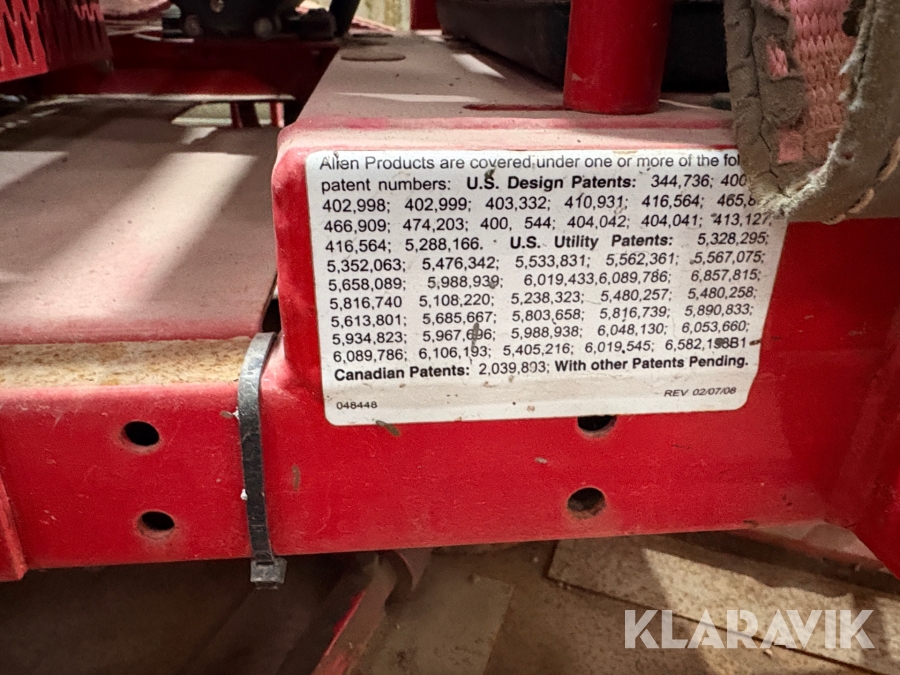 Allen Products are covered under one or more of the
patent numbers: U.S. Design Patents: 344,736;
402,998; 402,999; 403,332; 410,931; 416,564;
466,909; 474,203; 400, 544; 404,042; 404,041; 413,127;
416,564; 5,288,166. U.S. Utility Patents: 5,328,295;
5,352,063; 5,476,342; 5,533,831; 5,562,361; 5,567,075;
5,658,089; 5,988,939; 6,019,433,6,089,786; 6,857,815;
5,816,740 5,108,220; 5,238,323; 5,480,257; 5,480,258;
5,613,801; 5,685,667; 5,803,658; 5,816,739; 5,890,833;
5,934,823; 5,967,696; 5,988,938; 6,048,130; 6,053,660;
6,089,786; 6,106,193; 5,405,216; 6,019,545; 6,582,198B1
Canadian Patents: 2,039,893; With other Patents Pending.
048448 REV 02/07/08
KLARAVIK